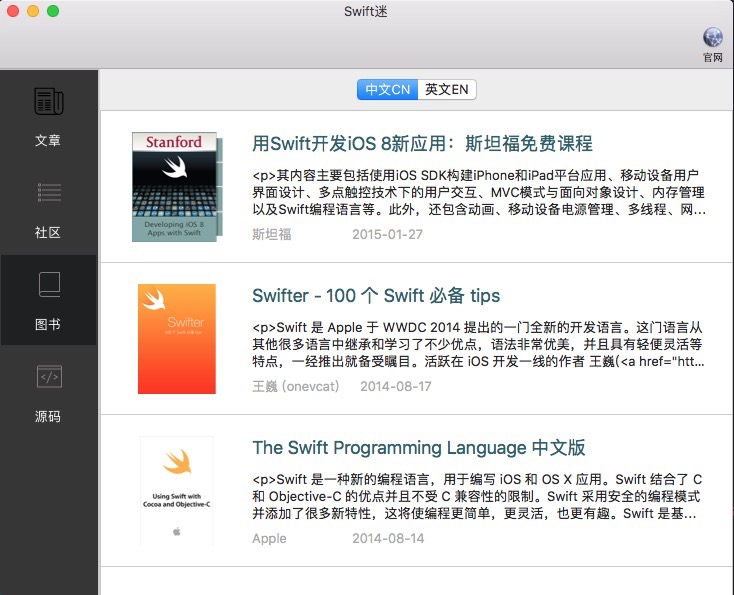 Swift迷
官网
文章
社区
图书
源码
中文CN
英文EN
Stanford
Developing iOS 8
Apps with Swift
用Swift开发iOS 8新应用：斯坦福免费课程
<p>其内容主要包括使用iOS SDK构建iPhone和iPad平台应用、移动设备用户
界面设计、多点触控技术下的用户交互、MVC模式与面向对象设计、内存管理
以及Swift编程语言等。此外，还包含动画、移动设备电源管理、多线程、网...
斯坦福
2015-01-27
Swifter
Swifter - 100 个 Swift 必备 tips
<p>Swift 是 Apple 于 WWDC 2014 提出的一门全新的开发语言。这门语言从
其他很多语言中继承和学习了不少优点，语法非常优美，并且具有轻便灵活等
特点，一经推出就备受瞩目。活跃在 iOS 开发一线的作者 王巍(<a href="htt...
王巍 (onevcat)
2014-08-17
Using Swift with
Cocoa and Objective-C
The Swift Programming Language 中文版
<p>Swift 是一种新的编程语言，用于编写 iOS 和 OS X 应用。Swift 结合了 C
和 Objective-C 的优点并且不受 C 兼容性的限制。Swift 采用安全的编程模式
并添加了很多新特性，这将使编程更简单，更灵活，也更有趣。Swift 是基...
Apple
2014-08-14